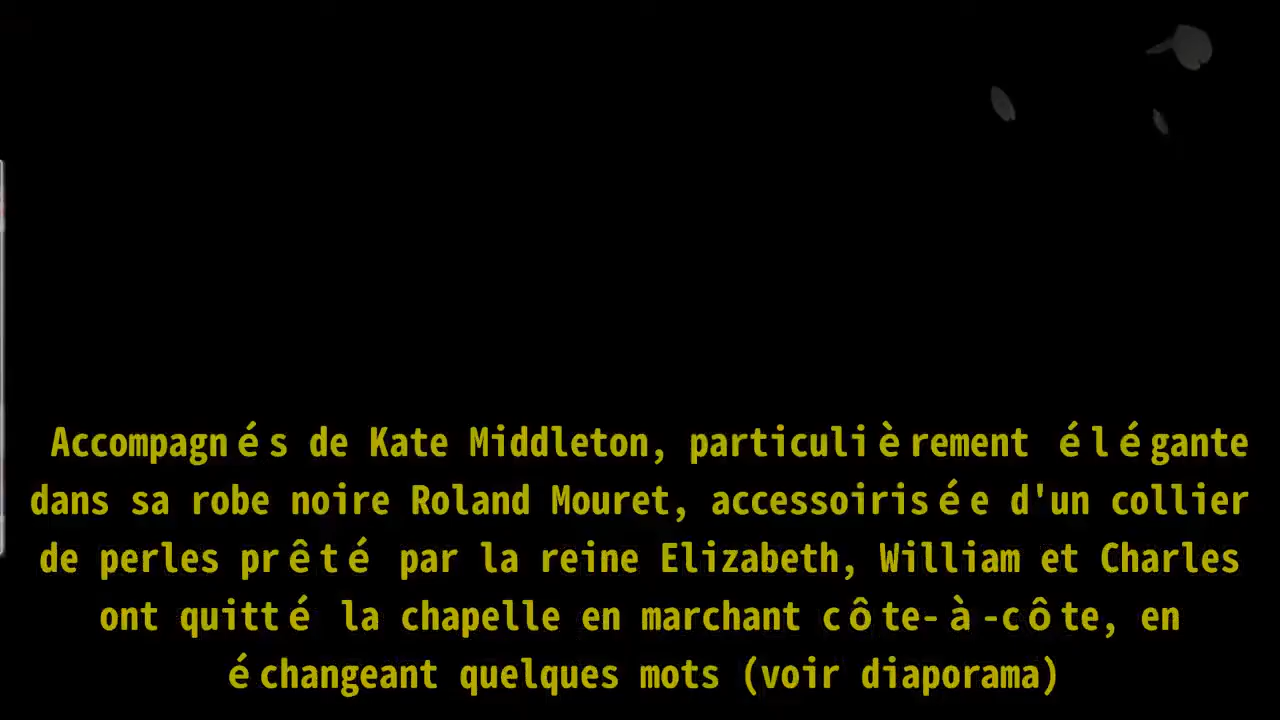 Accompagnés de Kate Middleton, particulièrement élégante
dans sa robe noire Roland Mouret, accessoirisée d'un collier
de perles prêté par la reine Elizabeth, William et Charles
ont quitté la chapelle en marchant côte-à-côte, en
échangeant quelques mots (voir diaporama)